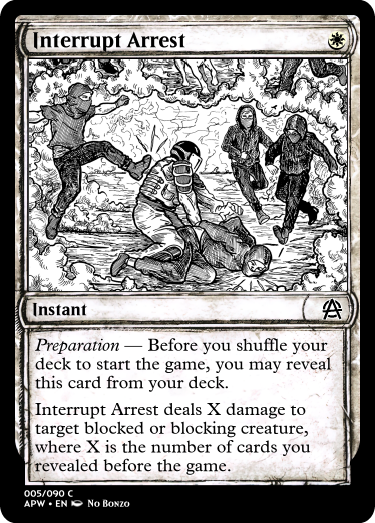 Interrupt Arrest
Instant
Preparation — Before you shuffle your
deck to start the game, you may reveal
this card from your deck.
Interrupt Arrest deals X damage to
target blocked or blocking creature,
where X is the number of cards you
revealed before the game.
005/090 C
APW • EN No Bonzo